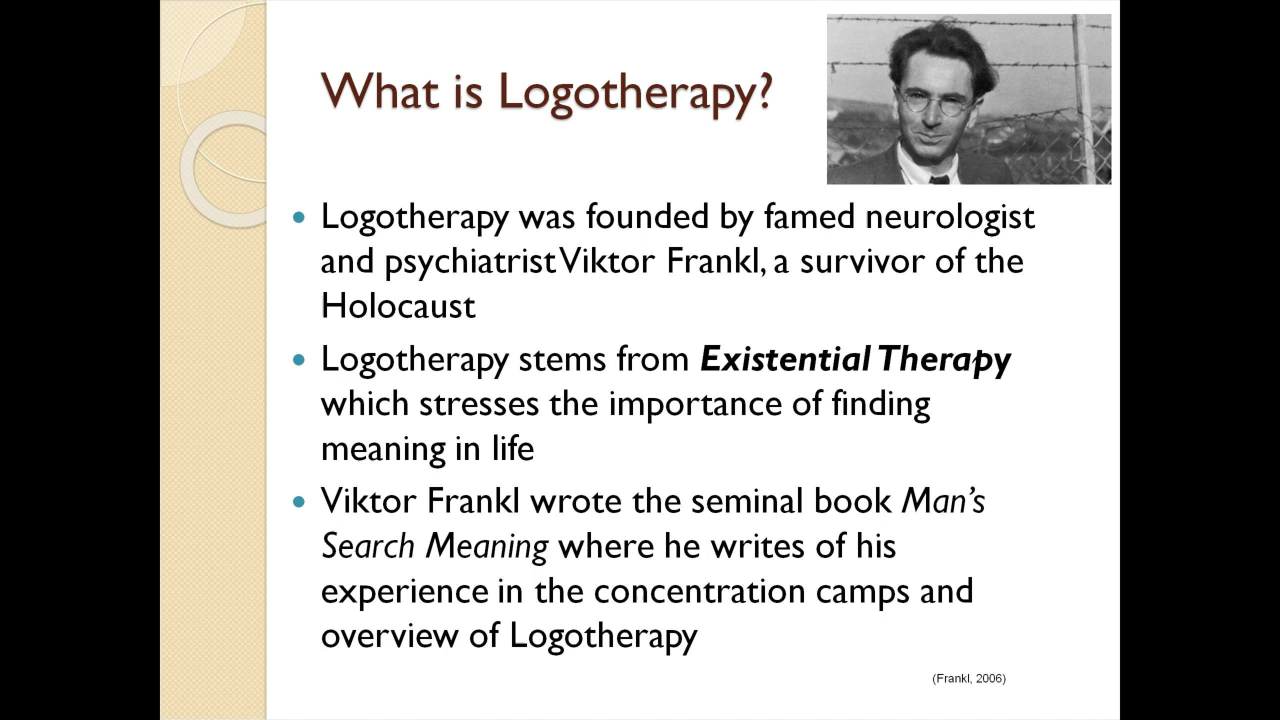 What is Logotherapy?
Logotherapy was founded by famed neurologist
and psychiatrist Viktor Frankl, a survivor of the
Holocaust
Logotherapy stems from Existential Therapy
which stresses the importance of finding
meaning in life
Viktor Frankl wrote the seminal book Man’s
Search Meaning where he writes of his
experience in the concentration camps and
overview of Logotherapy
(Frankl, 2006)